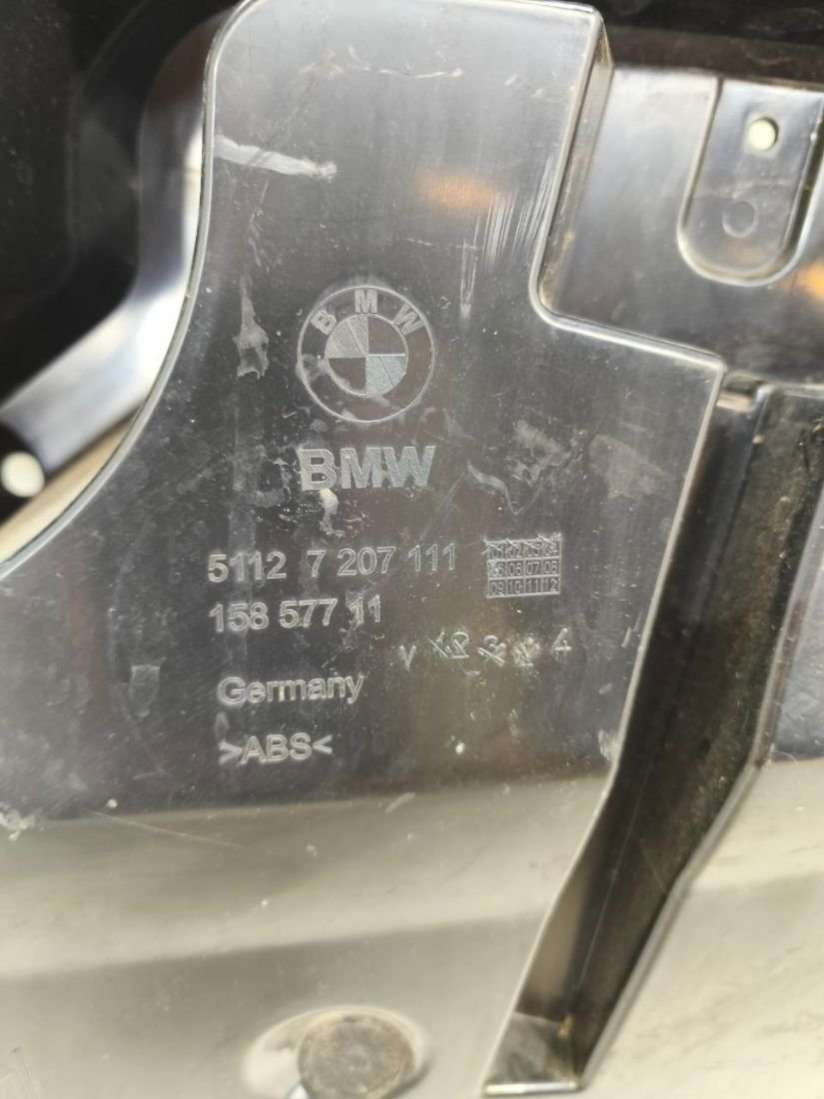 BMW
BMW
5112 7 207 111
158 577 11
Germany
>ABS<